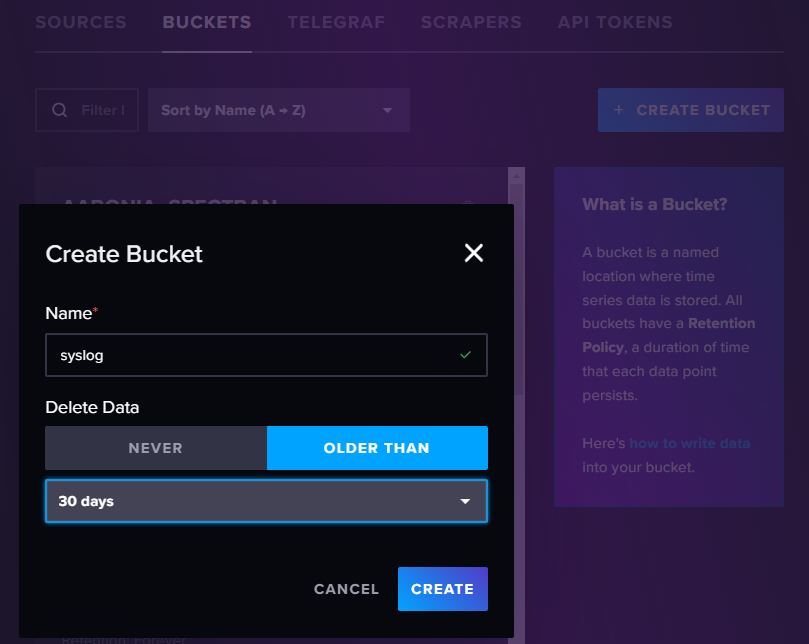 SOURCES BUCKETS TELEGRAF SCRAPERS API TOKENS
Filter Sort by Name (A → Z) + CREATE BUCKET
AARONIA_SPECTRAN
What is a Bucket?
A bucket is a named
location where time
series data is stored. All
buckets have a Retention
Policy, a duration of time
that each data point
persists.
Here's how to write data
into your bucket.
Create Bucket
Name*
syslog
Delete Data
NEVER OLDER THAN
30 days
CANCEL CREATE
Retention: Forever